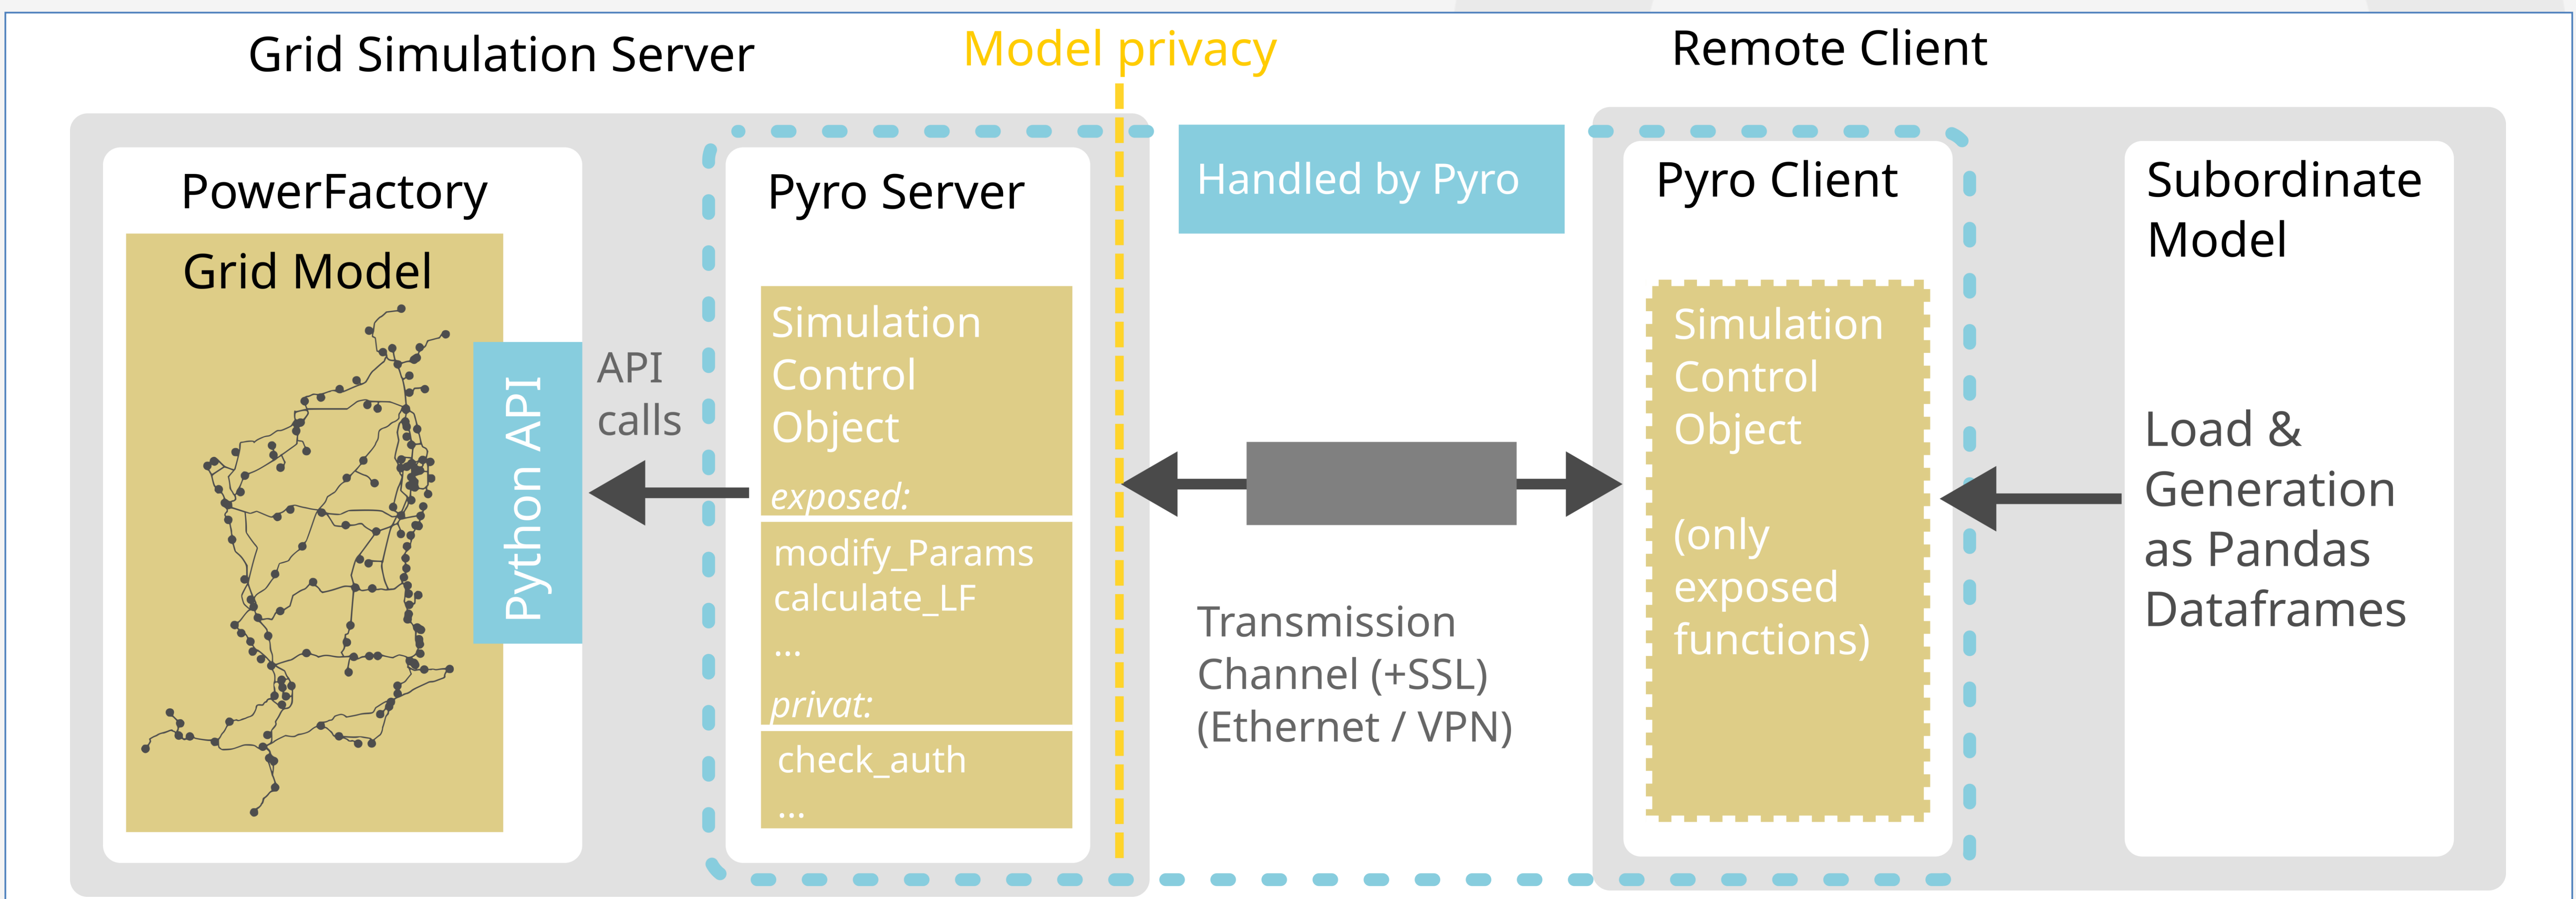 Grid Simulation Server
Model privacy
Remote Client
PowerFactory
Grid Model
Python API
API
calls
Pyro Server
Simulation
Control
Object
exposed:
modify_Params
calculate_LF
...
privat:
check_auth
...
Handled by Pyro
Transmission
Channel (+SSL)
(Ethernet / VPN)
Pyro Client
Simulation
Control
Object
(only
exposed
functions)
Subordinate
Model
Load &
Generation
as Pandas
Dataframes